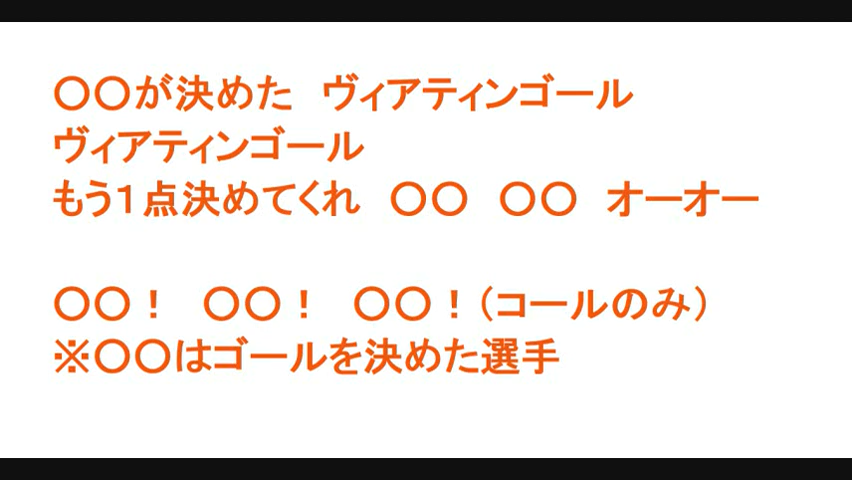 〇〇が決めた　ヴィアティンゴール
ヴィアティンゴール
もう１点決めてくれ　〇〇　〇〇　オーオー
〇〇！　〇〇！　〇〇！（コールのみ）
※〇〇はゴールを決めた選手